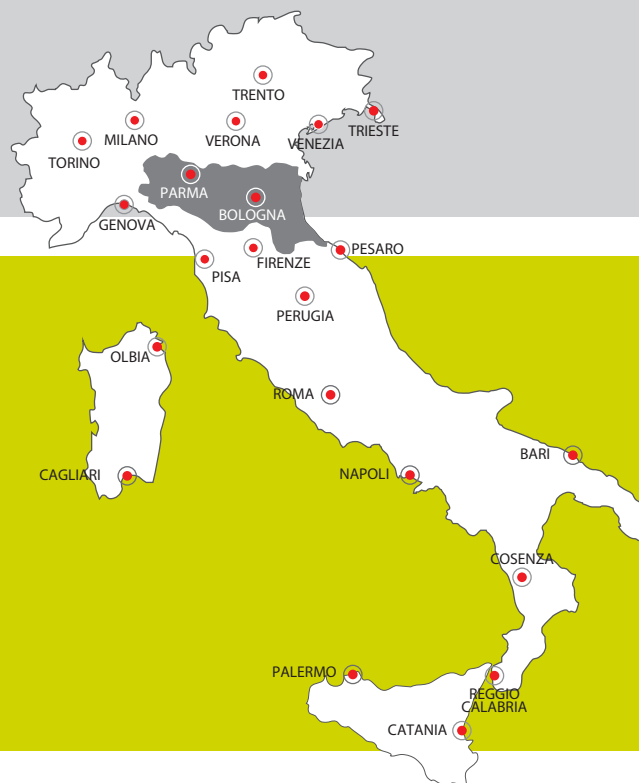 TRENTO
MILANO
VERONA
VENEZIA
TRIESTE
TORINO
PARMA
BOLOGNA
GENOVA
FIRENZE
PESARO
PISA
PERUGIA
OLBIA
ROMA
BARI
CAGLIARI
NAPOLI
COSENZA
PALERMO
REGGIO
CALABRIA
CATANIA